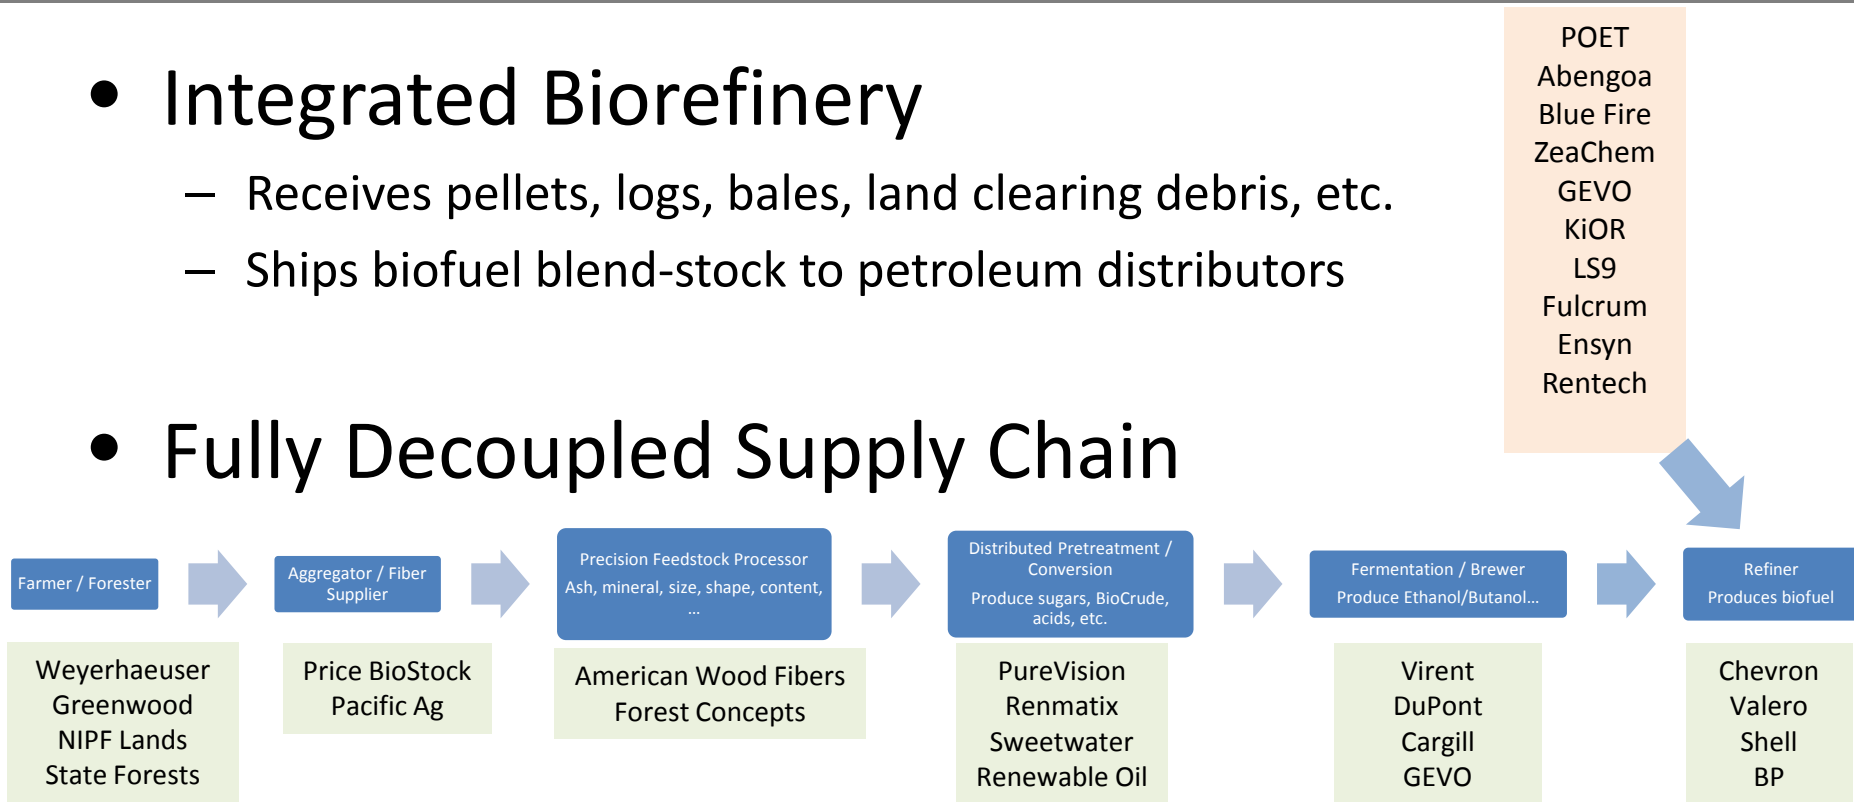 • Integrated Biorefinery
– Receives pellets, logs, bales, land clearing debris, etc.
– Ships biofuel blend-stock to petroleum distributors
POET
Abengoa
Blue Fire
ZeaChem
GEVO
KiOR
LS9
Fulcrum
Ensyn
Rentech
• Fully Decoupled Supply Chain
Farmer / Forester
Aggregator / Fiber
Supplier
Precision Feedstock Processor
Ash, mineral, size, shape, content,
...
Distributed Pretreatment /
Conversion
Produce sugars, BioCrude,
acids, etc.
Fermentation / Brewer
Produce Ethanol/Butanol...
Refiner
Produces biofuel
Weyerhaeuser
Greenwood
NIPF Lands
State Forests
Price BioStock
Pacific Ag
American Wood Fibers
Forest Concepts
PureVision
Renmatix
Sweetwater
Renewable Oil
Virent
DuPont
Cargill
GEVO
Chevron
Valero
Shell
BP